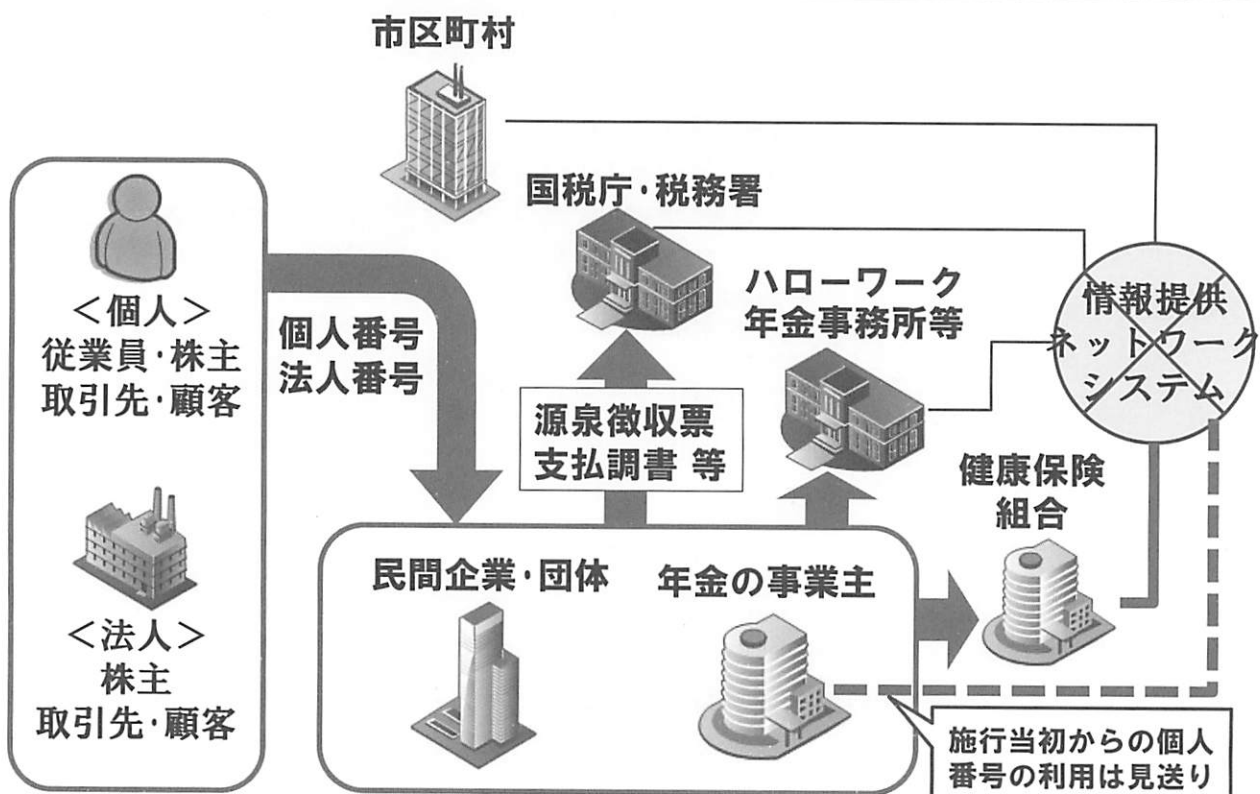 市区町村
国税庁・税務署
ハローワーク
年金事務所等
情報提供
ネットワーク
システム
＜個人＞
従業員・株主
取引先・顧客
個人番号
法人番号
源泉徴収票
支払調書 等
健康保険
組合
民間企業・団体
年金の事業主
＜法人＞
株主
取引先・顧客
施行当初からの個人
番号の利用は見送り